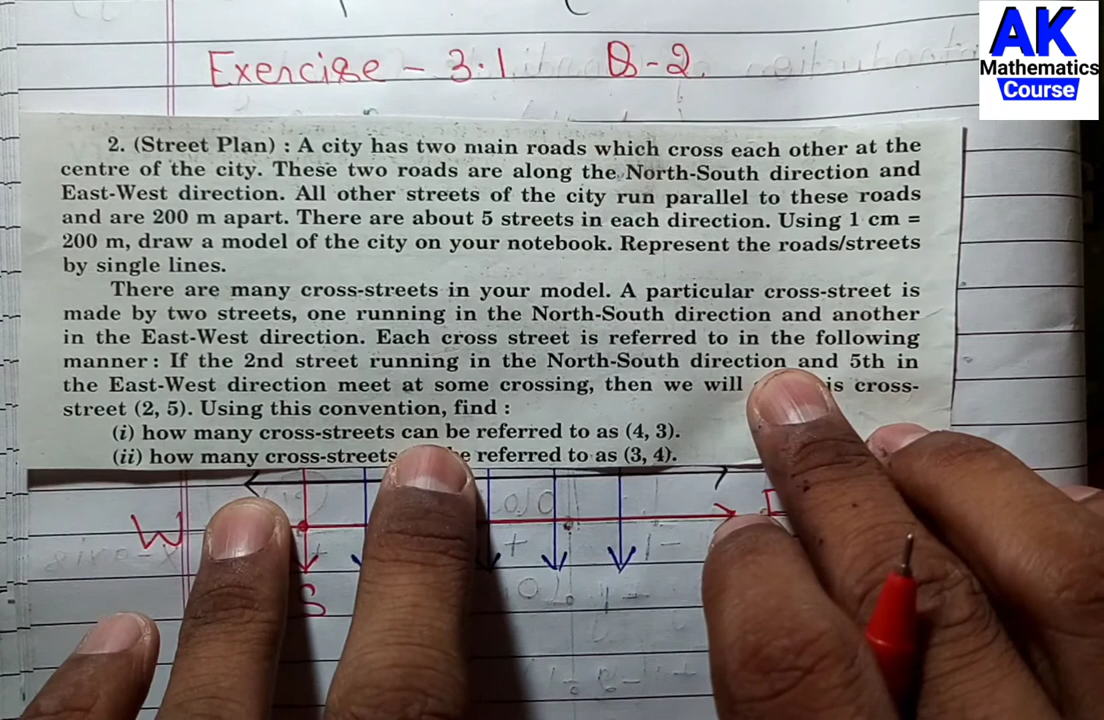 AK
Mathematics
Course
Exercise - 3.1 Q-2.
2. (Street Plan) : A city has two main roads which cross each other at the
centre of the city. These two roads are along the North-South direction and
East-West direction. All other streets of the city run parallel to these roads
and are 200 m apart. There are about 5 streets in each direction. Using 1 cm =
200 m, draw a model of the city on your notebook. Represent the roads/streets
by single lines.
There are many cross-streets in your model. A particular cross-street is
made by two streets, one running in the North-South direction and another
in the East-West direction. Each cross street is referred to in the following
manner : If the 2nd street running in the North-South direction and 5th in
the East-West direction meet at some crossing, then we will is cross-
street (2, 5). Using this convention, find :
(i) how many cross-streets can be referred to as (4, 3).
(ii) how many cross-streets referred to as (3, 4).
W
S